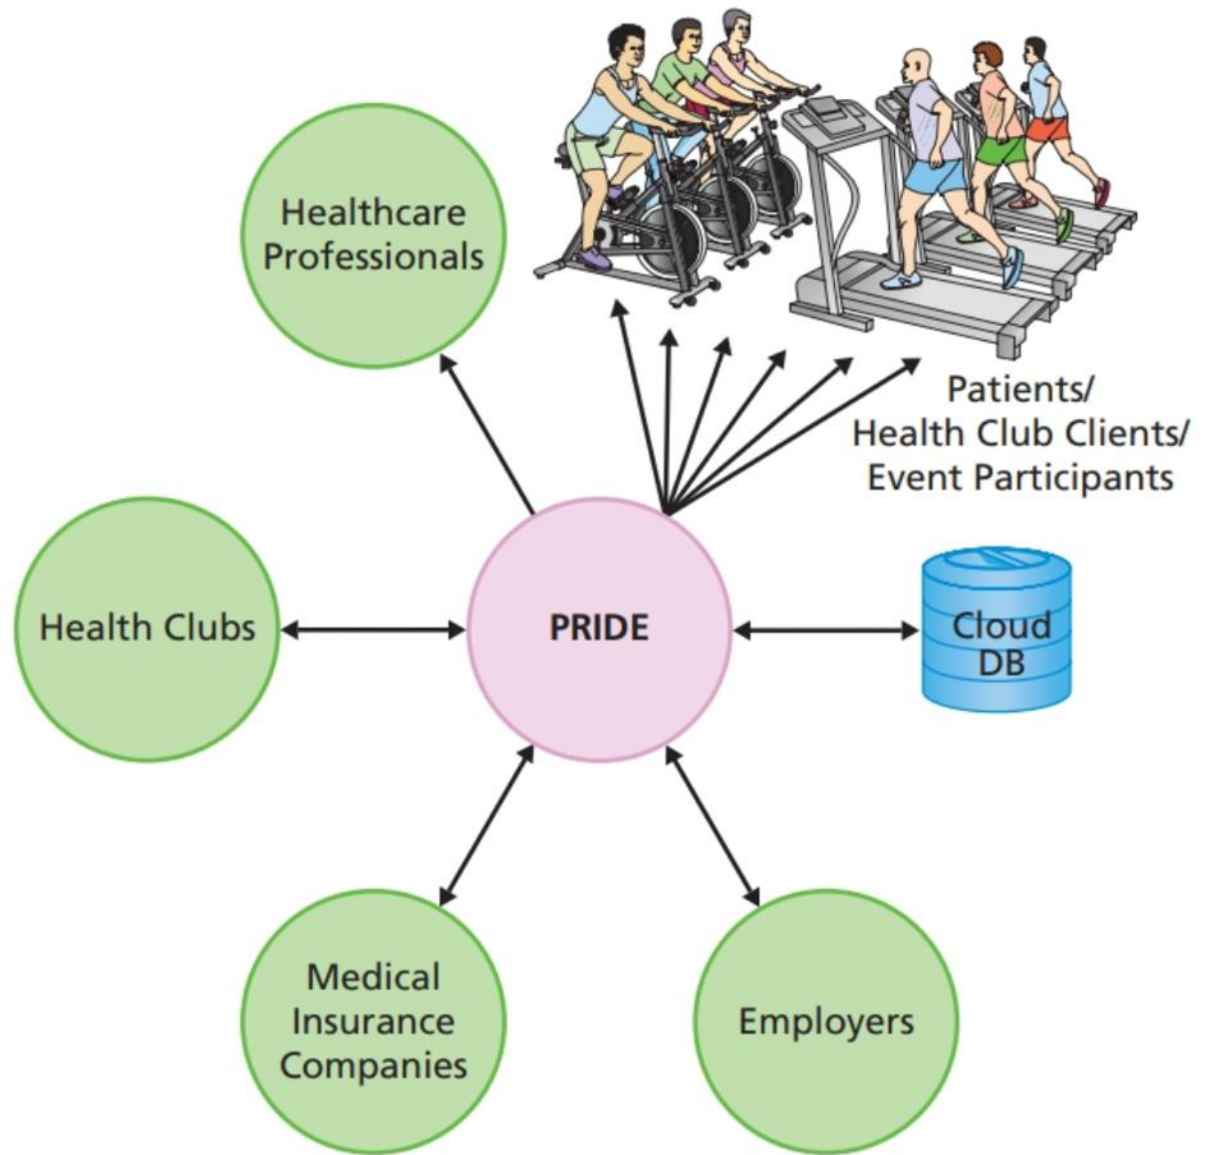 Healthcare
Professionals
Patients/
Health Club Clients/
Event Participants
Health Clubs
PRIDE
Cloud
DB
Medical
Insurance
Companies
Employers